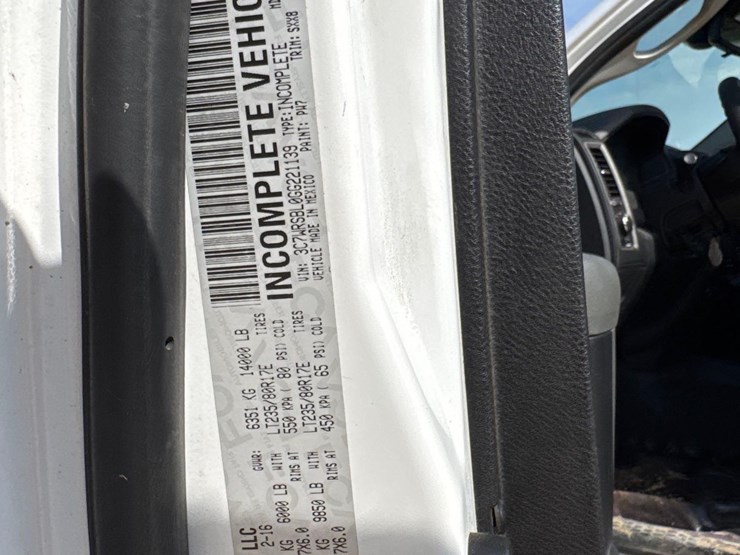 LLC
2-16 GVWR: 6351 KG 14000 LB
KG 6000 LB WITH LT235/80R17E TIRES
7X6.0 RIMS AT 550 KPA ( 80 PSI) COLD
KG 9850 LB WITH LT235/80R17E TIRES
7X6.0 RIMS AT 450 KPA ( 65 PSI) COLD
INCOMPLETE VEHIC
VIN: 3C7WRSBL0GG221139 TYPE:INCOMPLETE
VEHICLE MADE IN MEXICO PAINT: PW7 TRIM: SXX8